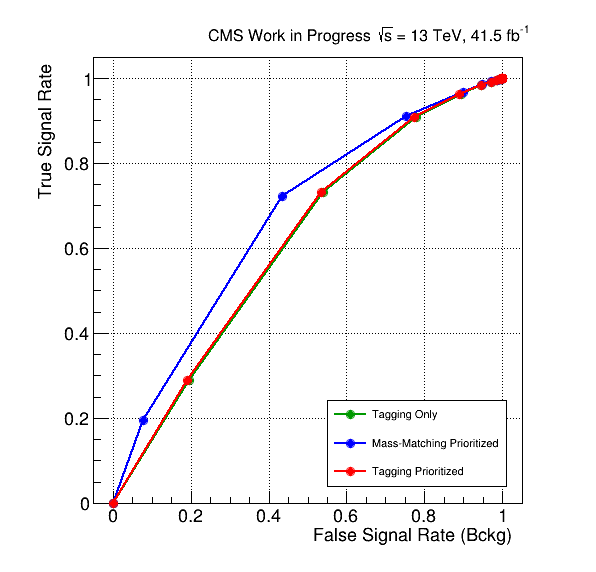 CMS Work in Progress √s = 13 TeV, 41.5 fb⁻¹
True Signal Rate
1
0.8
0.6
0.4
0.2
0
Tagging Only
Mass-Matching Prioritized
Tagging Prioritized
0 0.2 0.4 0.6 0.8 1
False Signal Rate (Bckg)